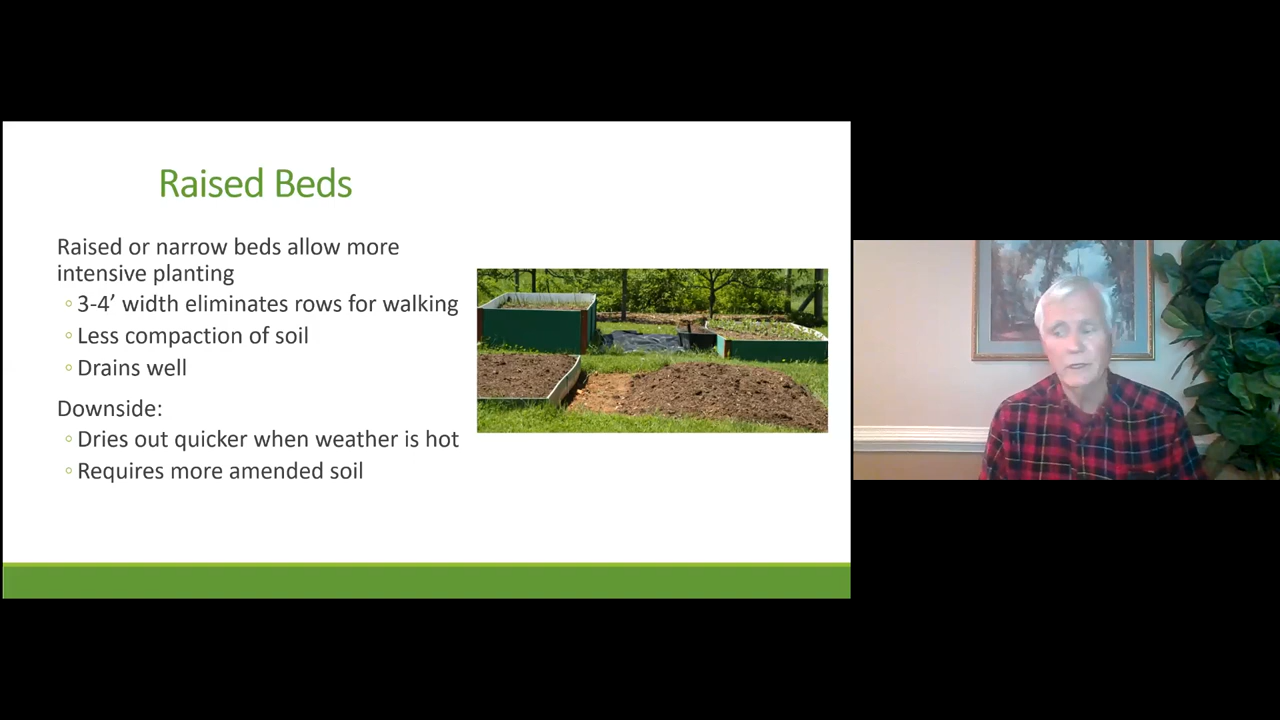 Raised Beds
Raised or narrow beds allow more
intensive planting
◦ 3-4’ width eliminates rows for walking
◦ Less compaction of soil
◦ Drains well
Downside:
◦ Dries out quicker when weather is hot
◦ Requires more amended soil